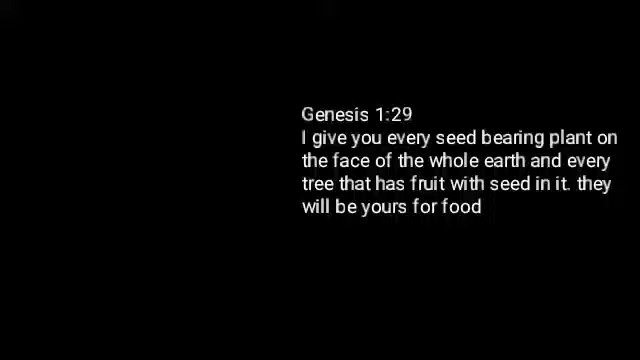 Genesis 1:29
I give you every seed bearing plant on
the face of the whole earth and every
tree that has fruit with seed in it. they
will be yours for food